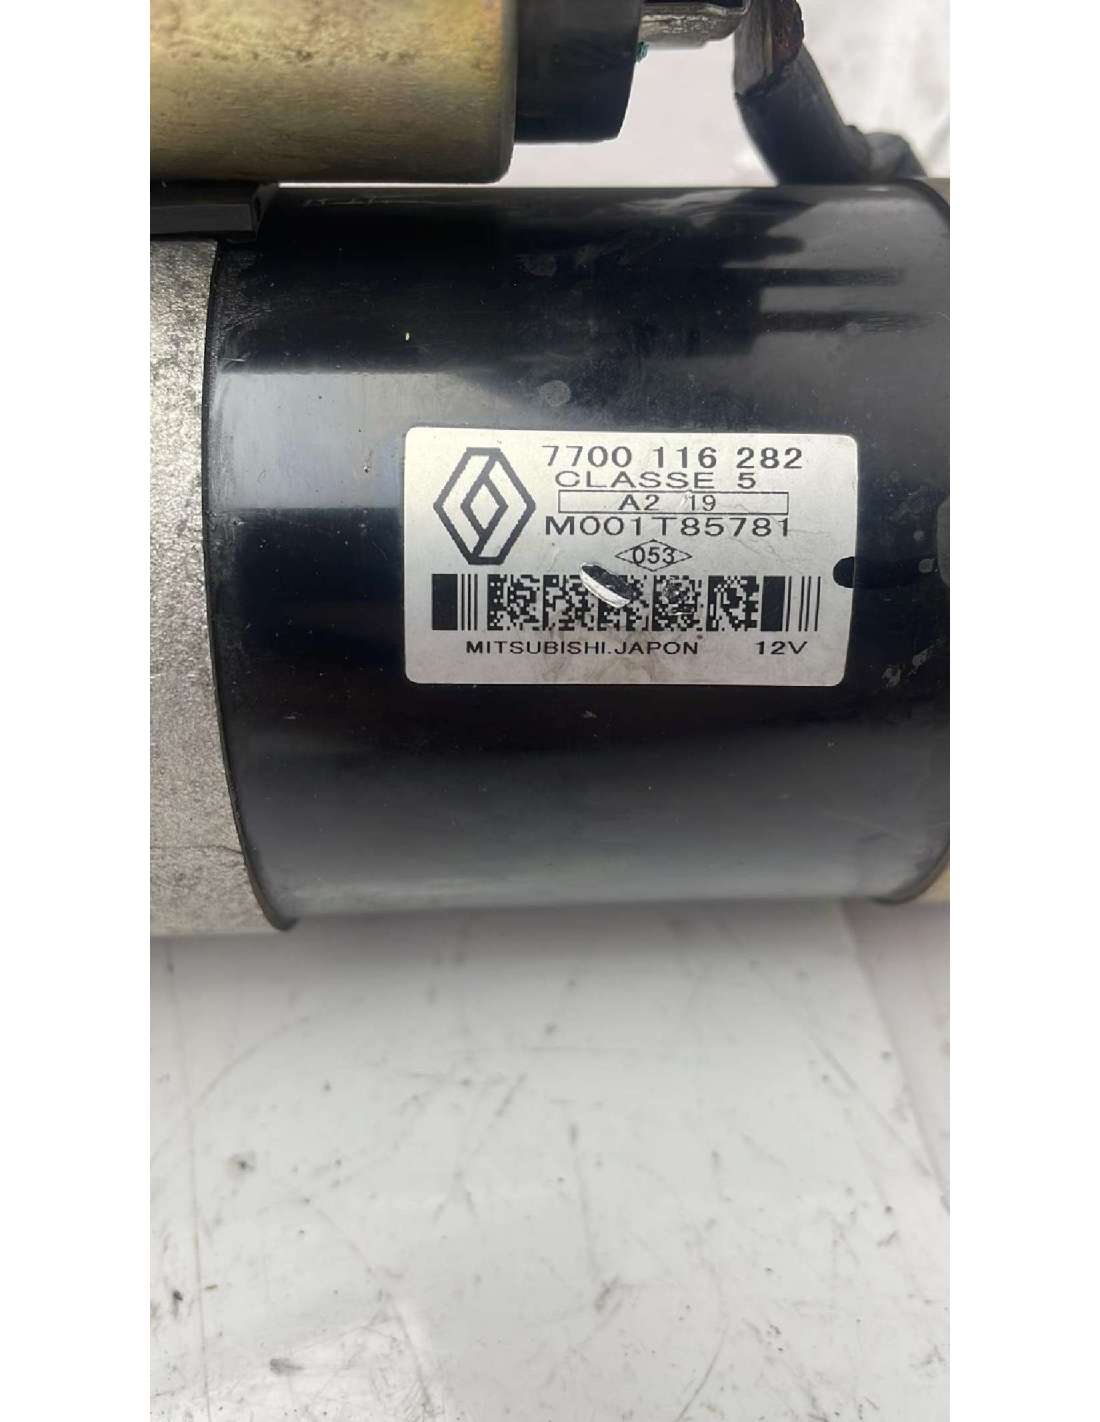 7700 116 282
CLASSE 5
A2 19
M001T85781
053
MITSUBISHI.JAPON 12V